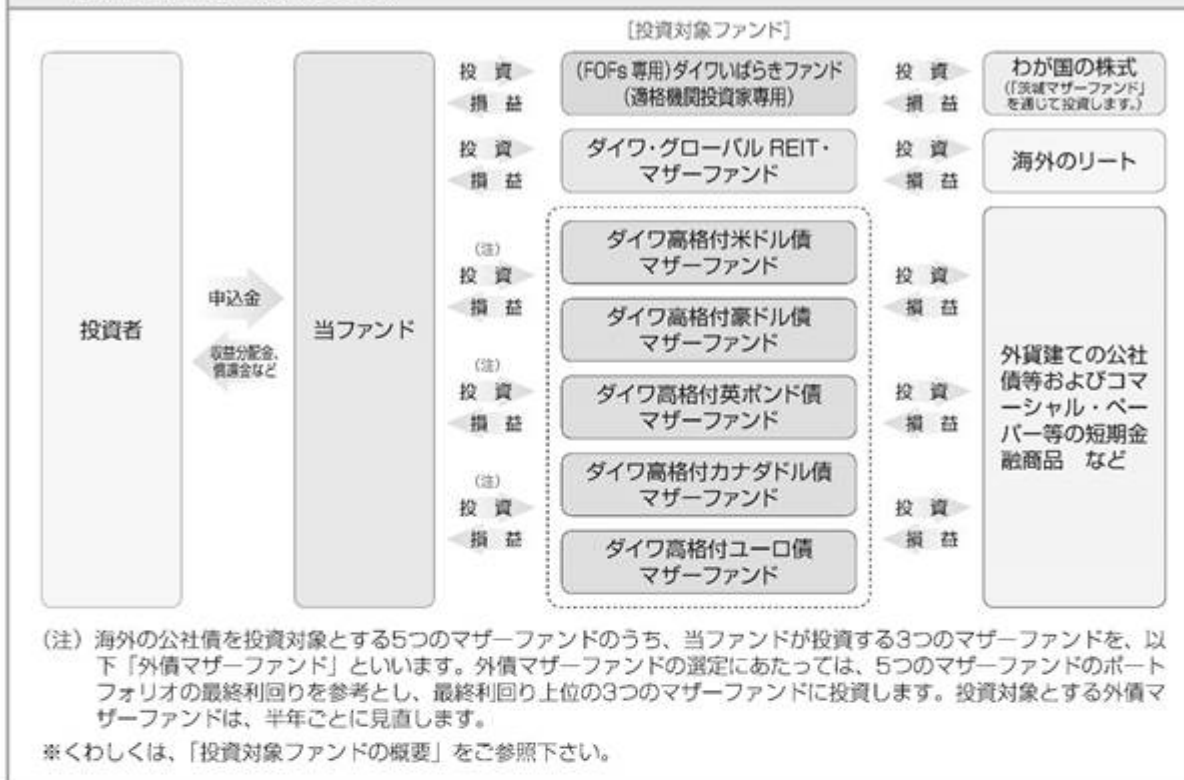 [投資対象ファンド]
投資者
申込金
収益分配金、
償還金など
当ファンド
投資
損益
(FOFs専用)ダイワいばらきファンド
(適格機関投資家専用)
投資
損益
わが国の株式
(「茨城マザーファンド」
を通じて投資します。)
投資
損益
ダイワ・グローバルREIT・
マザーファンド
投資
損益
海外のリート
(注)
投資
損益
(注)
投資
損益
(注)
投資
損益
ダイワ高格付米ドル債
マザーファンド
ダイワ高格付豪ドル債
マザーファンド
ダイワ高格付英ポンド債
マザーファンド
ダイワ高格付カナダドル債
マザーファンド
ダイワ高格付ユーロ債
マザーファンド
投資
損益
投資
損益
投資
損益
外貨建ての公社
債等およびコマ
ーシャル・ペー
パー等の短期金
融商品 など
(注) 海外の公社債を投資対象とする5つのマザーファンドのうち、当ファンドが投資する3つのマザーファンドを、以
下「外債マザーファンド」といいます。外債マザーファンドの選定にあたっては、5つのマザーファンドのポート
フォリオの最終利回りを参考とし、最終利回り上位の3つのマザーファンドに投資します。投資対象とする外債マ
ザーファンドは、半年ごとに見直します。
※くわしくは、「投資対象ファンドの概要」をご参照下さい。